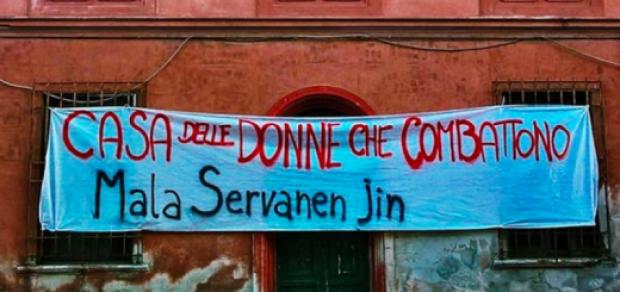 CASA DELLE DONNE CHE COMBATTONO
Mala Servanen Jin